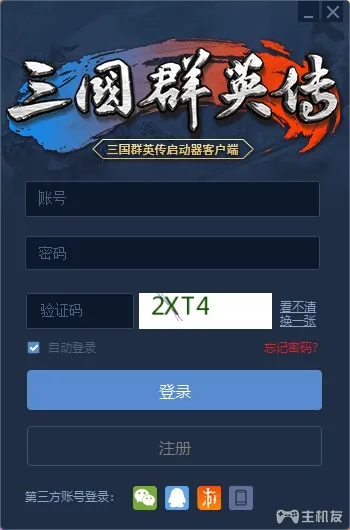 三國群英传
三国群英传启动器客户端
账号
密码
验证码
2XT4
看不清
换一张
自动登录
忘记密码?
登录
注册
第三方账号登录:
主机友